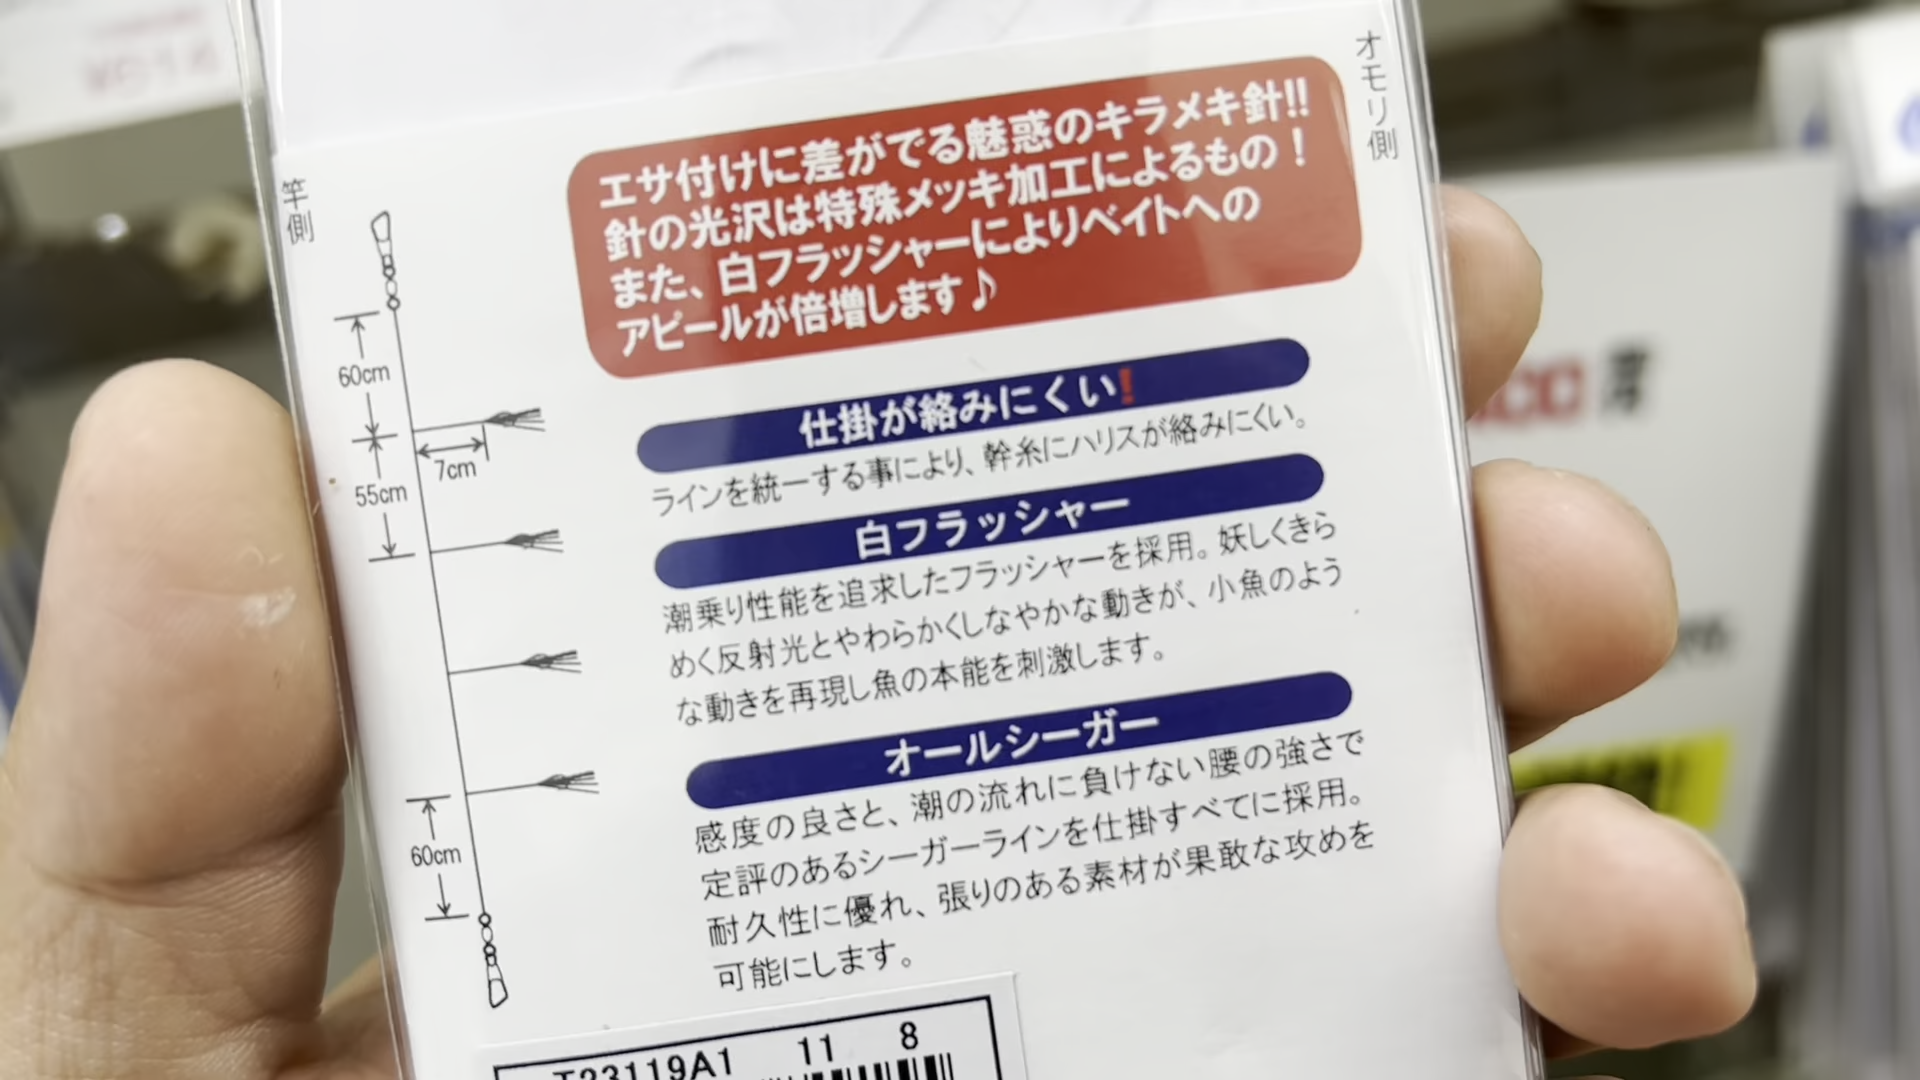 オモリ側
竿側
エサ付けに差がでる魅惑のキラメキ針!!
針の光沢は特殊メッキ加工によるもの！
また、白フラッシャーによりベイトへの
アピールが倍増します♪
60cm
7cm
55cm
60cm
仕掛が絡みにくい!
ラインを統一する事により、幹糸にハリスが絡みにくい。
白フラッシャー
潮乗り性能を追求したフラッシャーを採用。妖しくきら
めく反射光とやわらかくしなやかな動きが、小魚のよう
な動きを再現し魚の本能を刺激します。
オールシーガー
感度の良さと、潮の流れに負けない腰の強さで
定評のあるシーガーラインを仕掛すべてに採用。
耐久性に優れ、張りのある素材が果敢な攻めを
可能にします。
T23119A1 11 8